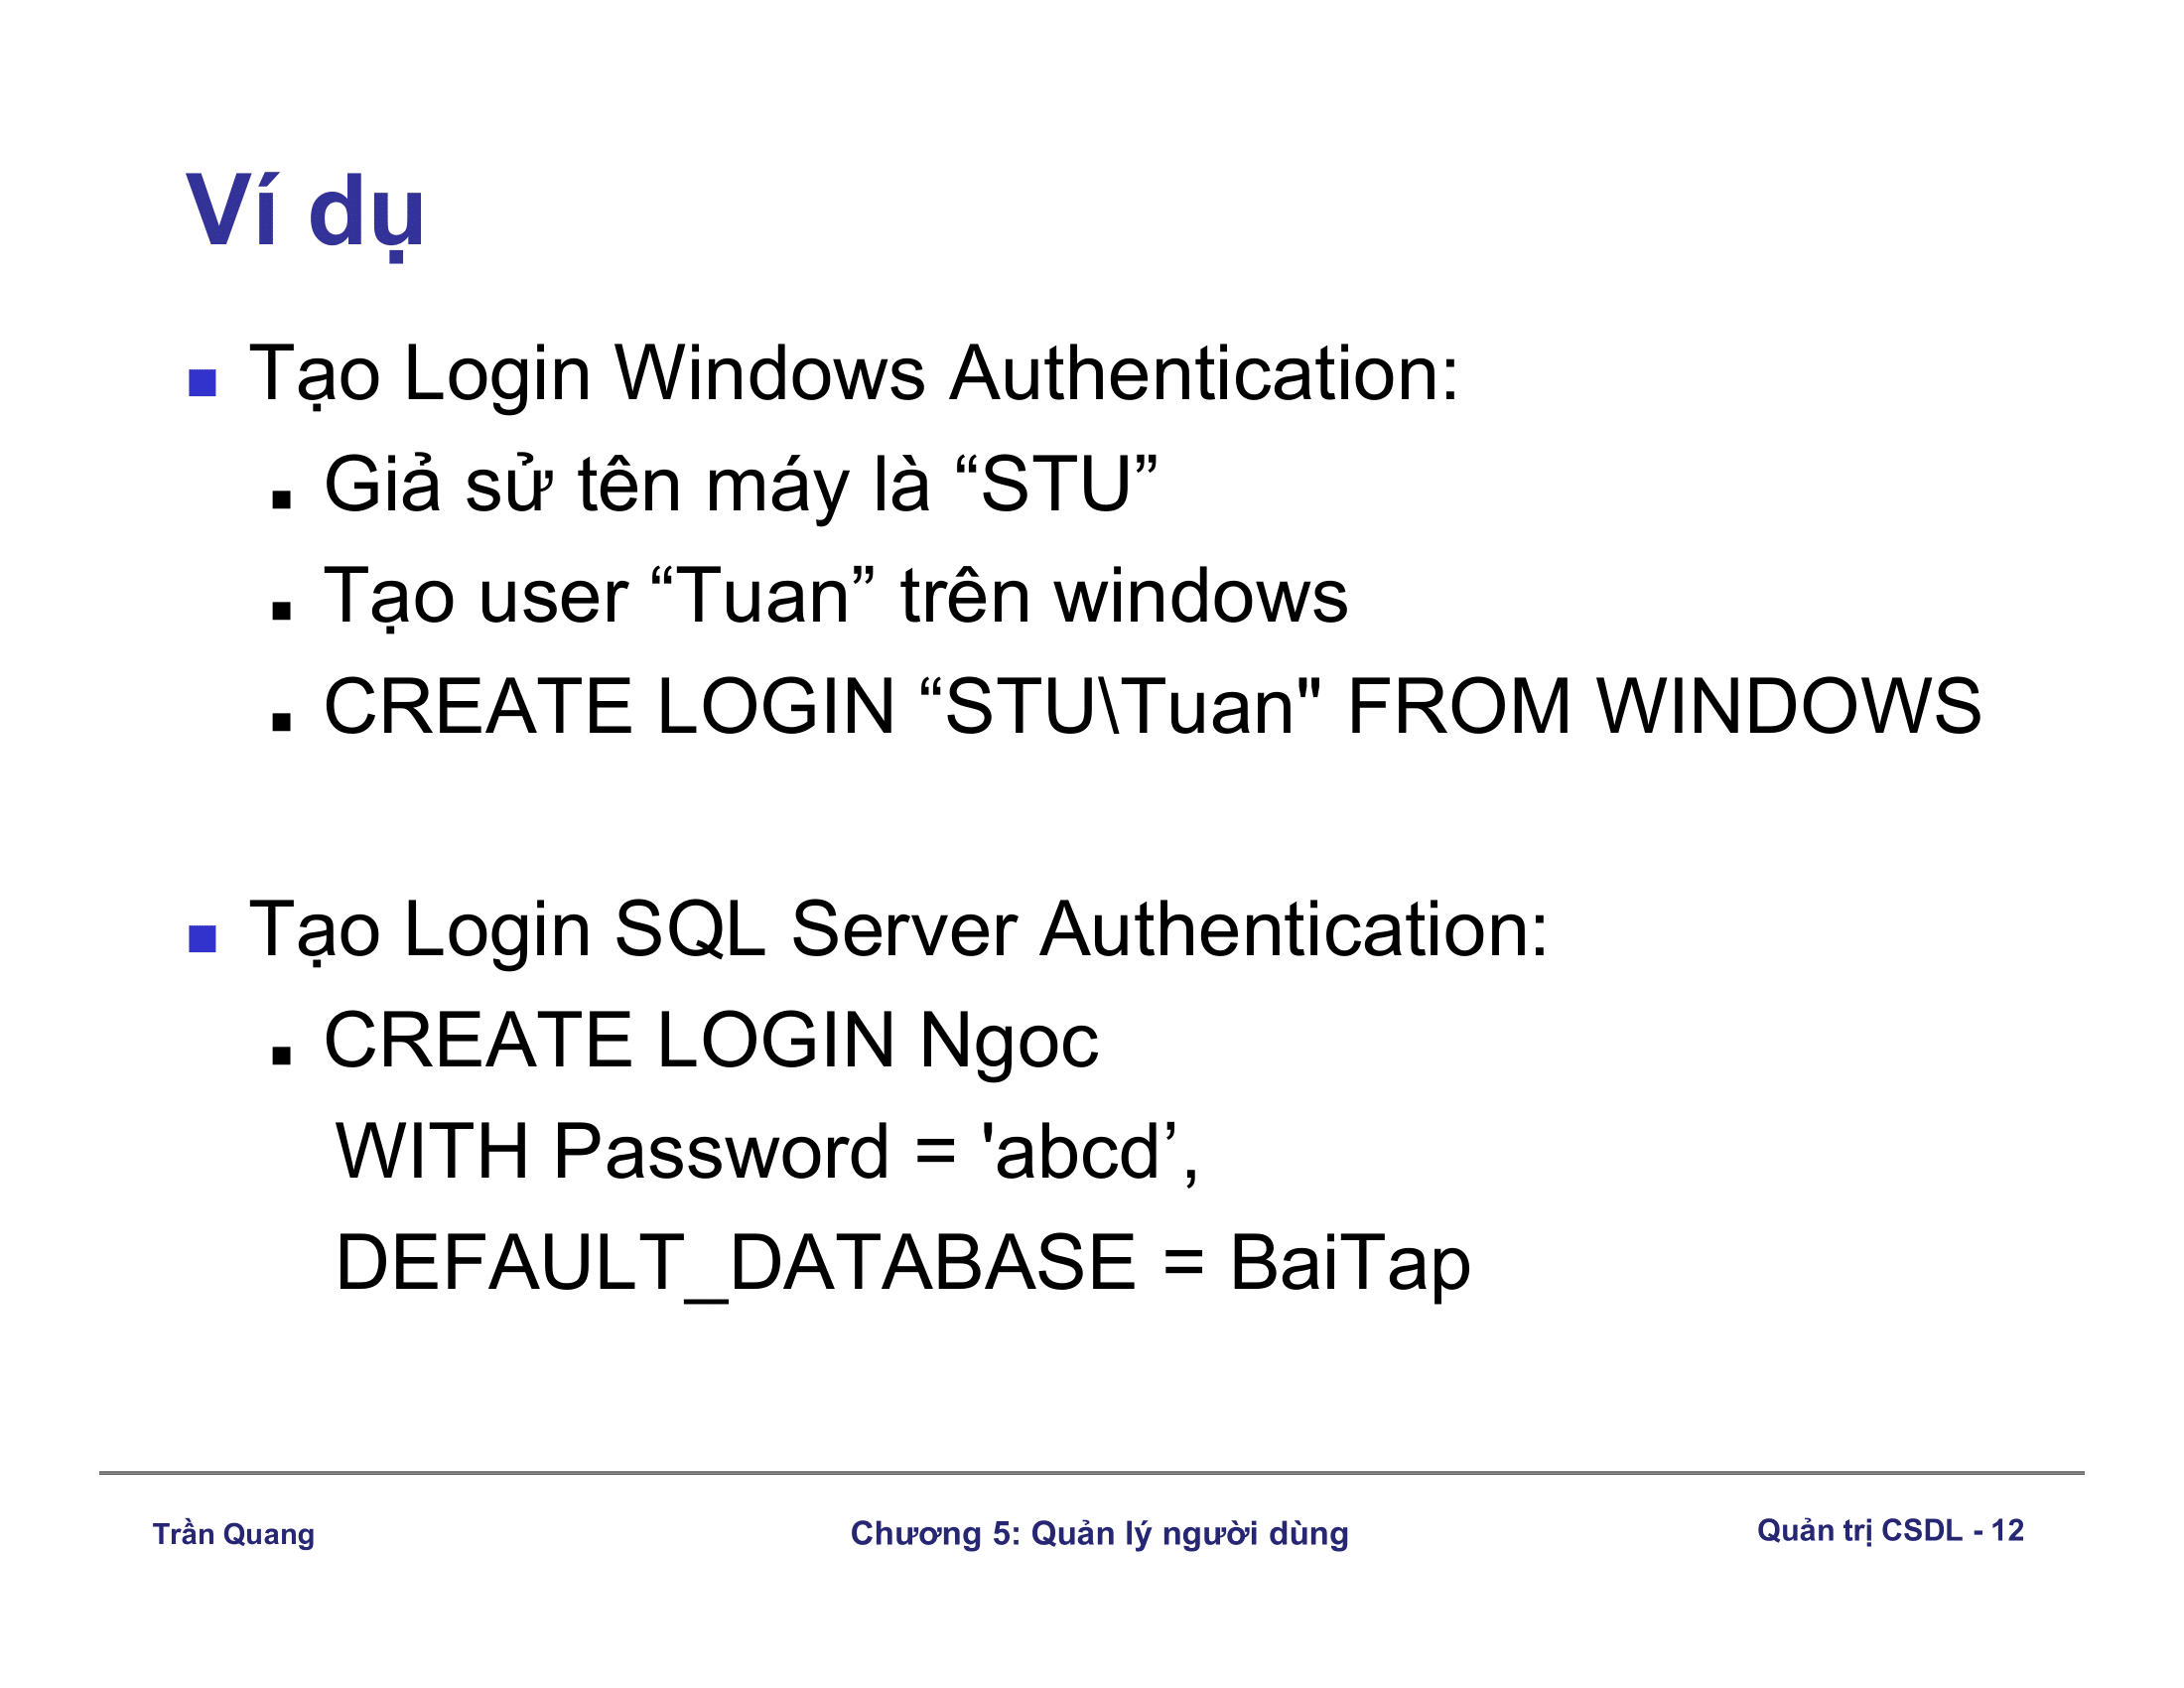 Ví dụ
Tạo Login Windows Authentication:
Giả sử tên máy là “STU”
Tạo user “Tuan” trên windows
CREATE LOGIN “STU\Tuan" FROM WINDOWS
Tạo Login SQL Server Authentication:
CREATE LOGIN Ngoc
WITH Password = 'abcd’,
DEFAULT_DATABASE = BaiTap
Trần Quang
Chương 5: Quản lý người dùng
Quản trị CSDL - 12